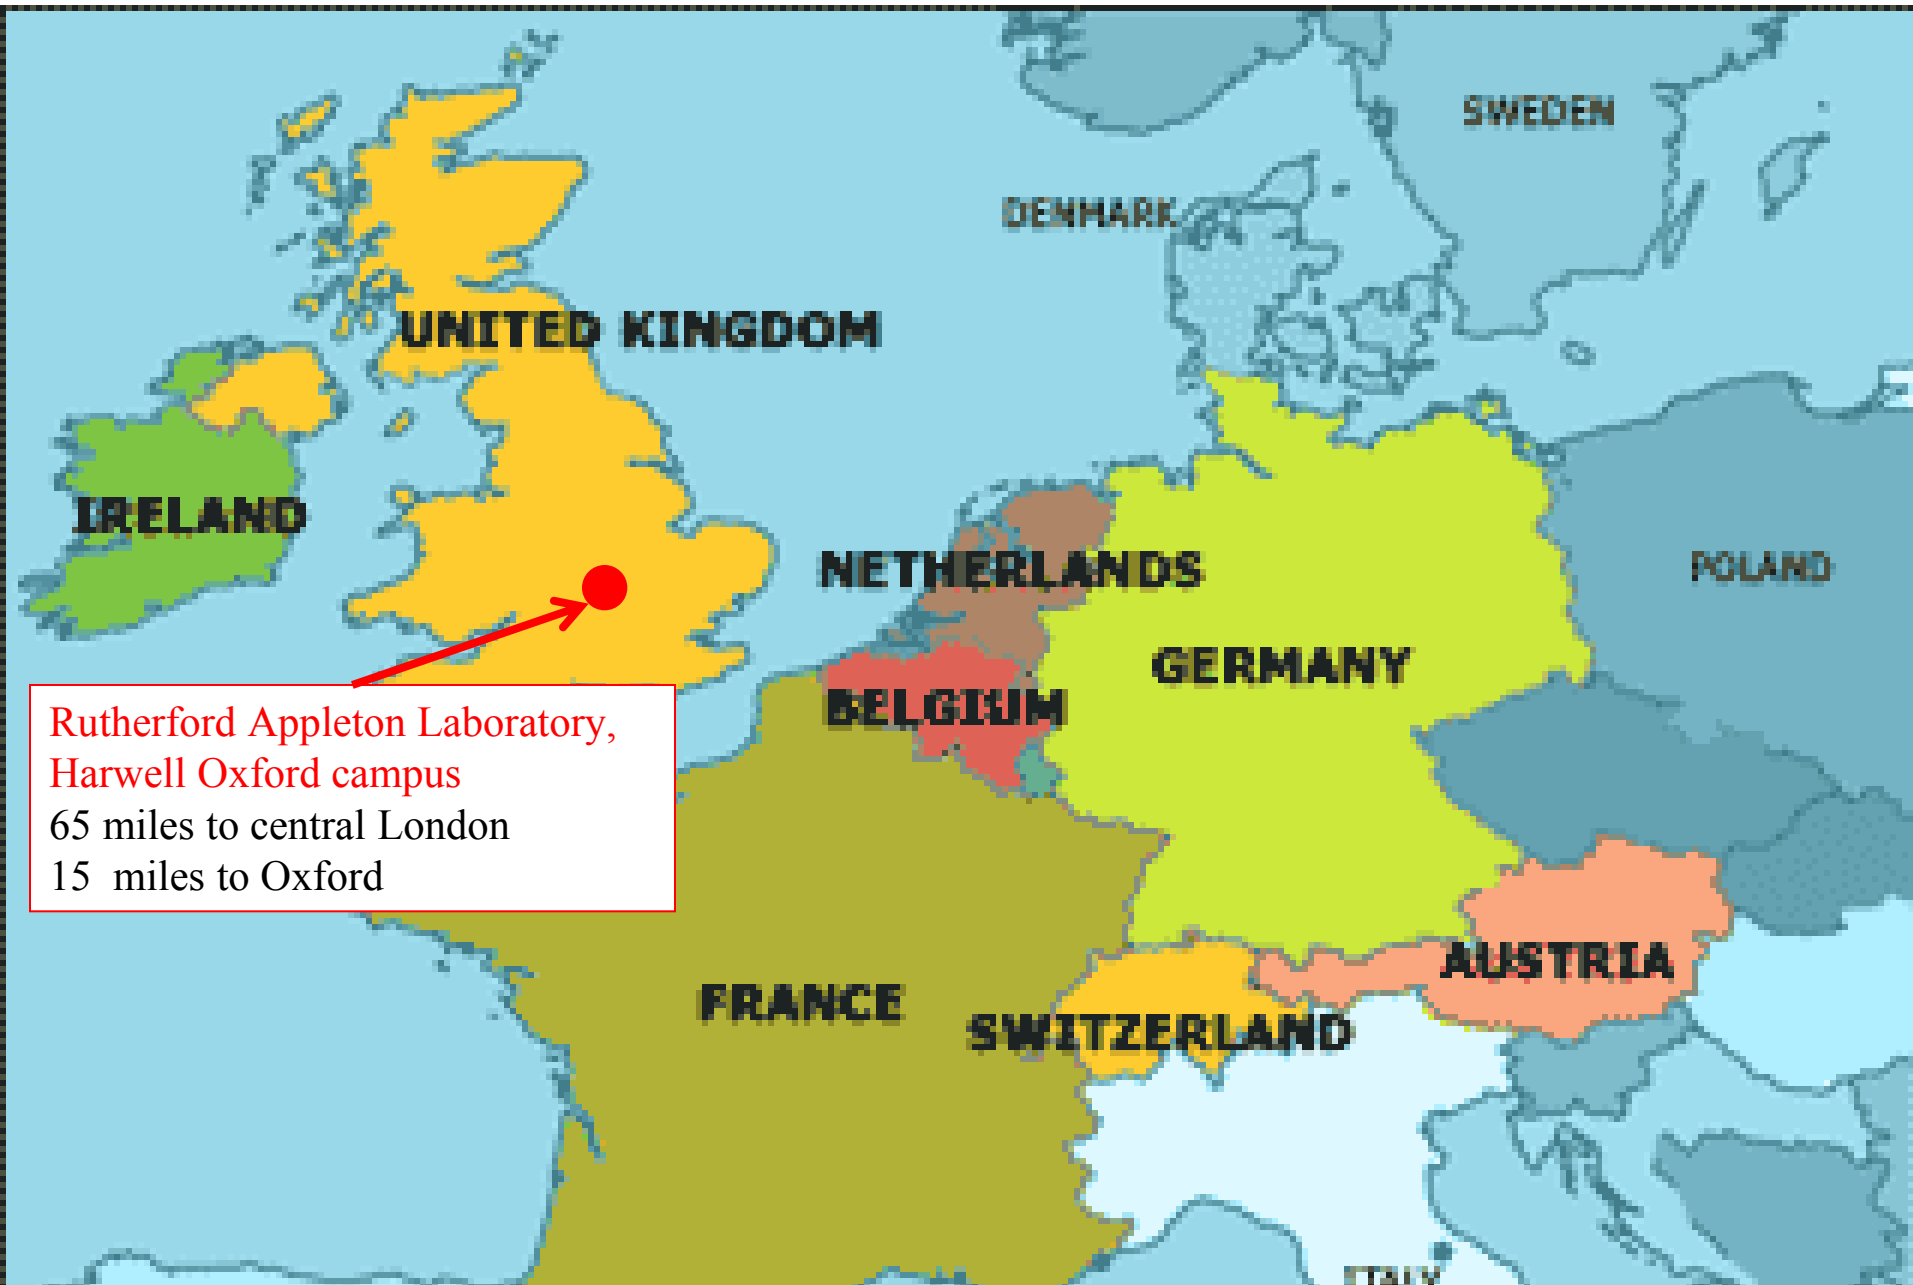 SWEDEN
DENMARK
UNITED KINGDOM
IRELAND
NETHERLANDS
POLAND
GERMANY
BELGIUM
Rutherford Appleton Laboratory,
Harwell Oxford campus
65 miles to central London
15 miles to Oxford
AUSTRIA
FRANCE
SWITZERLAND
ITALY